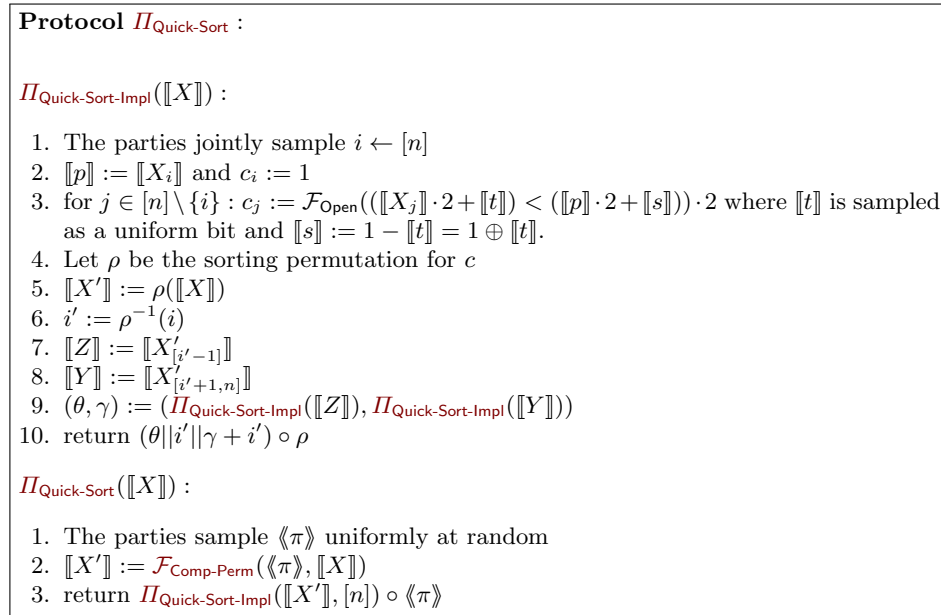 Protocol Π_Quick-Sort :
Π_Quick-Sort-Impl(⟦X⟧) :
1. The parties jointly sample i ← [n]
2. ⟦p⟧ := ⟦X_i⟧ and c_i := 1
3. for j ∈ [n] \ {i} : c_j := F_Open((⟦X_j⟧ · 2 + ⟦t⟧) < (⟦p⟧ · 2 + ⟦s⟧)) · 2 where ⟦t⟧ is sampled
as a uniform bit and ⟦s⟧ := 1 − ⟦t⟧ = 1 ⊕ ⟦t⟧.
4. Let ρ be the sorting permutation for c
5. ⟦X′⟧ := ρ(⟦X⟧)
6. i′ := ρ^{−1}(i)
7. ⟦Z⟧ := ⟦X′_{[i′−1]}⟧
8. ⟦Y⟧ := ⟦X′_{[i′+1,n]}⟧
9. (θ, γ) := (Π_Quick-Sort-Impl(⟦Z⟧), Π_Quick-Sort-Impl(⟦Y⟧))
10. return (θ||i′||γ + i′) ∘ ρ
Π_Quick-Sort(⟦X⟧) :
1. The parties sample ⟪π⟫ uniformly at random
2. ⟦X′⟧ := F_Comp-Perm(⟪π⟫, ⟦X⟧)
3. return Π_Quick-Sort-Impl(⟦X′⟧, [n]) ∘ ⟪π⟫